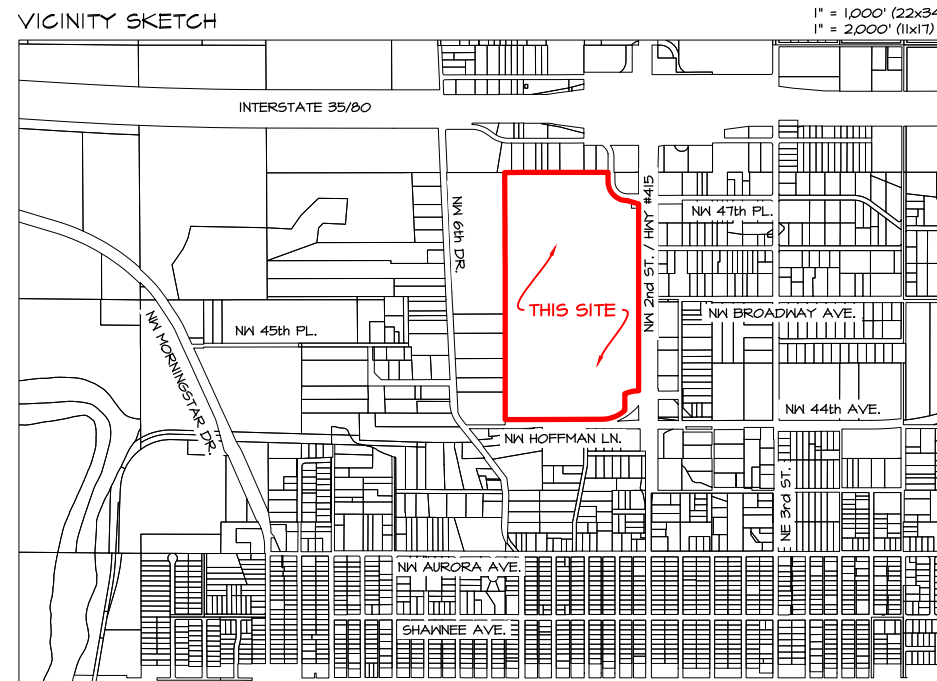 VICINITY SKETCH
1" = 1,000' (22x34
1" = 2,000' (11x17)
INTERSTATE 35/80
NW 6th DR.
NW 2nd ST. / HWY #415
NW 47th PL.
THIS SITE
NW BROADWAY AVE.
NW 45th PL.
NW MORNINGSTAR DR.
NW 44th AVE.
NW HOFFMAN LN.
NE 3rd ST.
NW AURORA AVE.
SHAWNEE AVE.